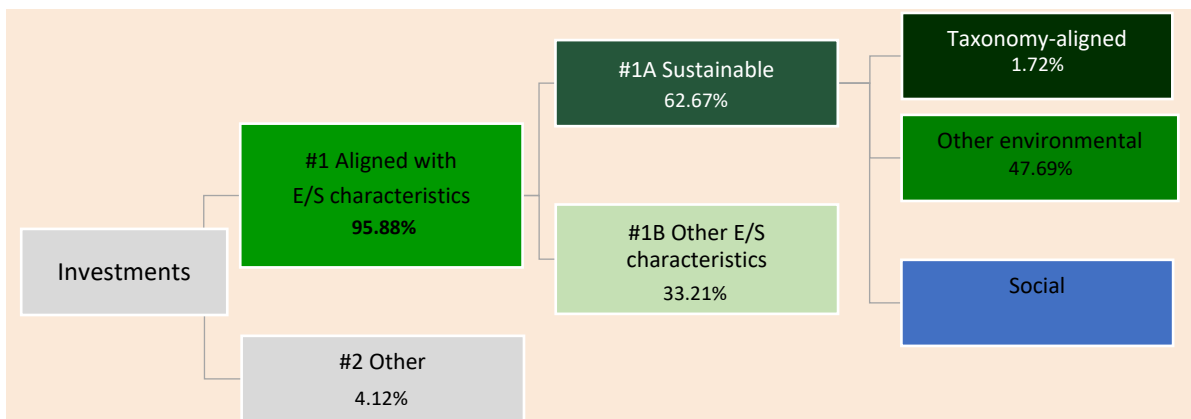 Investments
#1 Aligned with
E/S characteristics
95.88%
#2 Other
4.12%
#1A Sustainable
62.67%
#1B Other E/S
characteristics
33.21%
Taxonomy-aligned
1.72%
Other environmental
47.69%
Social